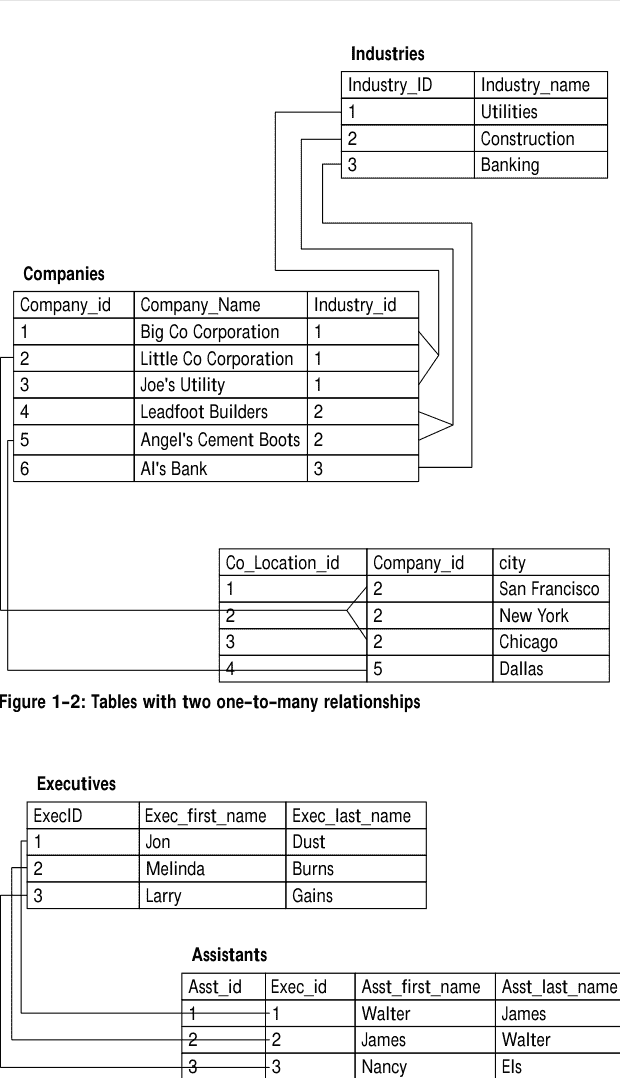 Industries
Industry_ID Industry_name
1 Utilities
2 Construction
3 Banking
Companies
Company_id Company_Name Industry_id
1 Big Co Corporation 1
2 Little Co Corporation 1
3 Joe's Utility 1
4 Leadfoot Builders 2
5 Angel's Cement Boots 2
6 Al's Bank 3
Co_Location_id Company_id city
1 2 San Francisco
2 2 New York
3 2 Chicago
4 5 Dallas
Figure 1-2: Tables with two one-to-many relationships
Executives
ExecID Exec_first_name Exec_last_name
1 Jon Dust
2 Melinda Burns
3 Larry Gains
Assistants
Asst_id Exec_id Asst_first_name Asst_last_name
1 1 Walter James
2 2 James Walter
3 3 Nancy Els